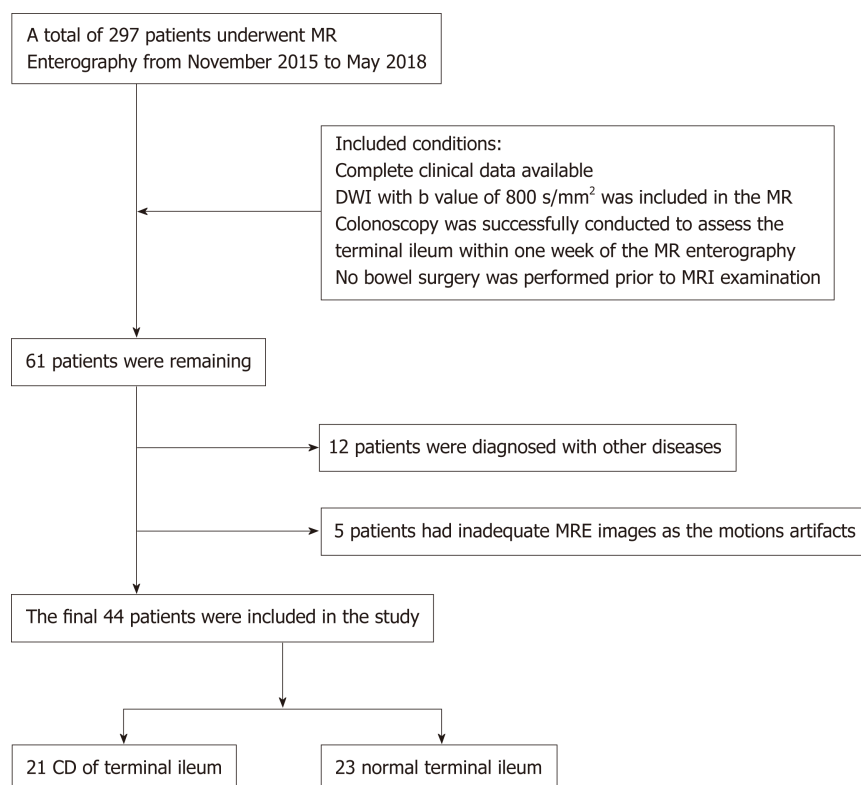 A total of 297 patients underwent MR
Enterography from November 2015 to May 2018
Included conditions:
Complete clinical data available
DWI with b value of 800 s/mm² was included in the MR
Colonoscopy was successfully conducted to assess the
terminal ileum within one week of the MR enterography
No bowel surgery was performed prior to MRI examination
61 patients were remaining
12 patients were diagnosed with other diseases
5 patients had inadequate MRE images as the motions artifacts
The final 44 patients were included in the study
21 CD of terminal ileum
23 normal terminal ileum